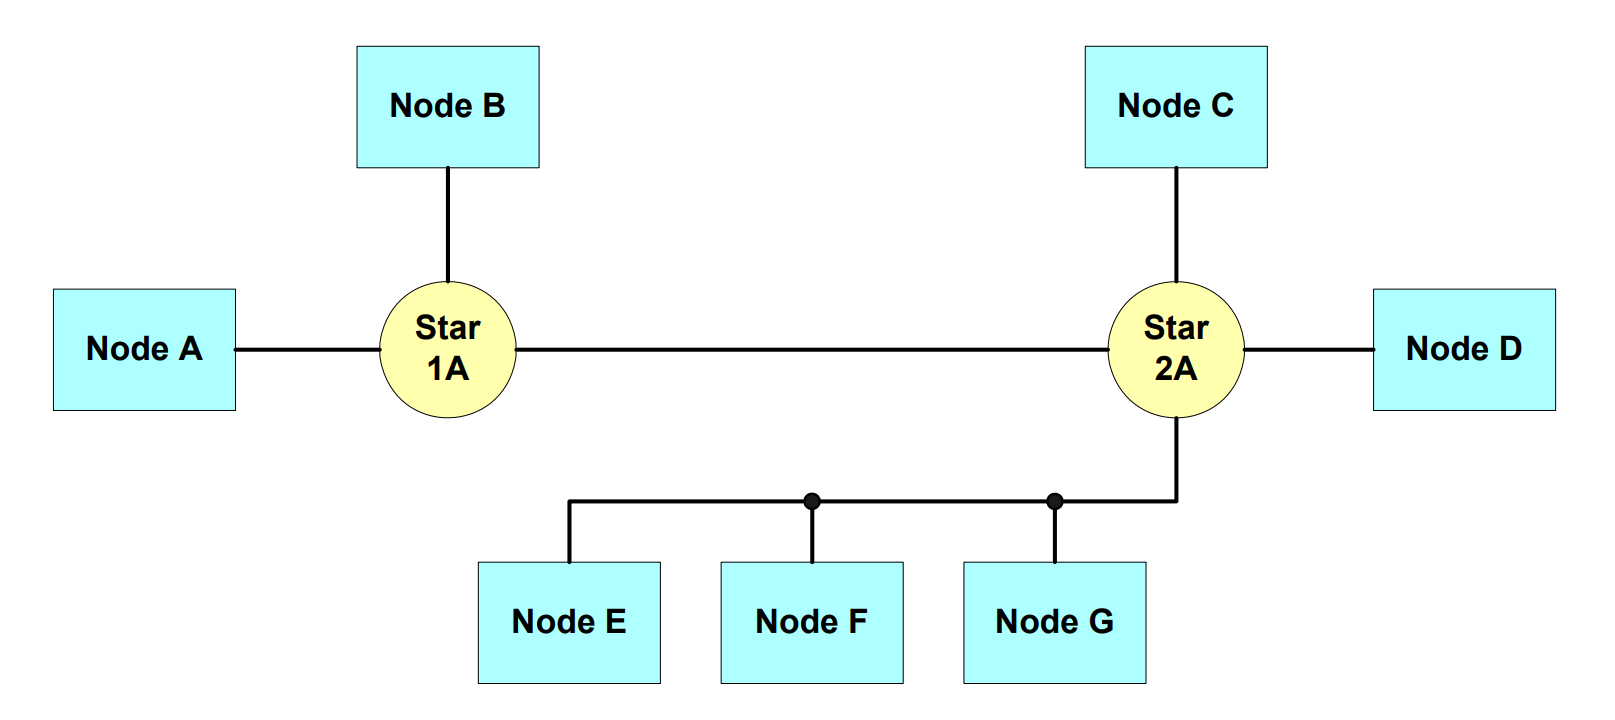 Node B
Node C
Node A
Star
1A
Star
2A
Node D
Node E
Node F
Node G